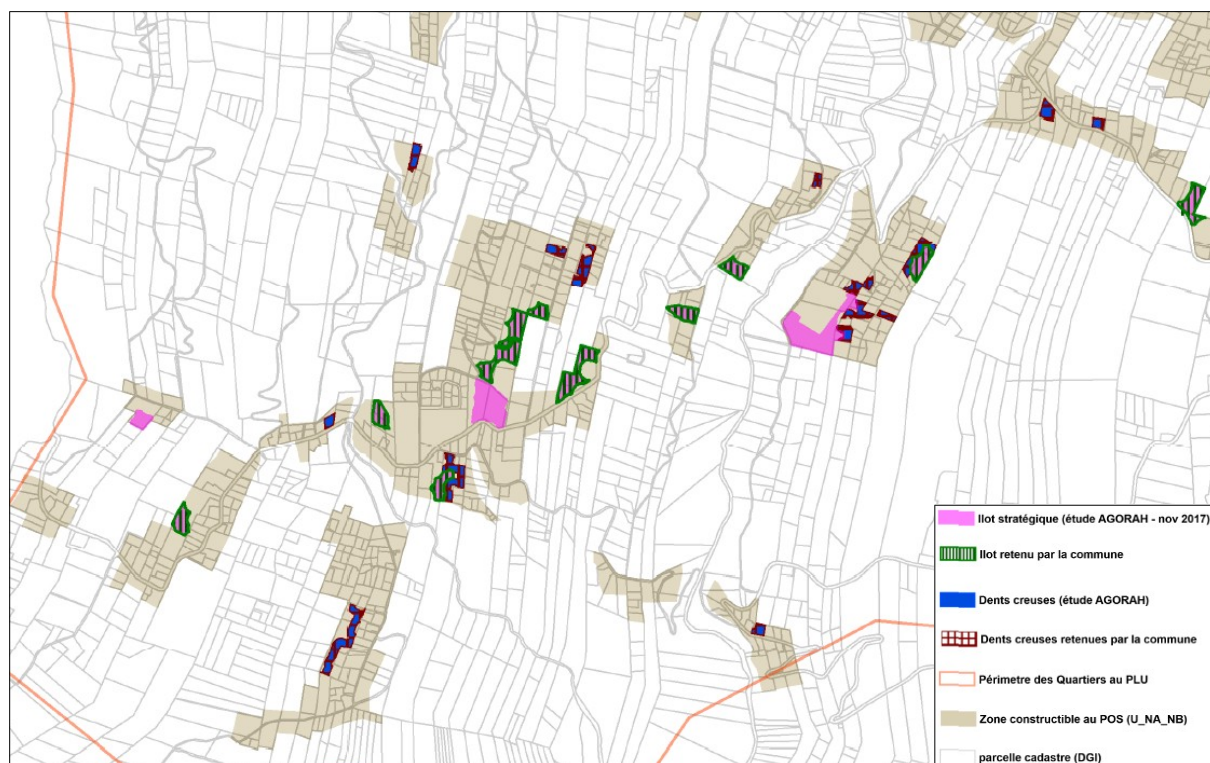 Ilot stratégique (étude AGORAH - nov 2017)
Ilot retenu par la commune
Dents creuses (étude AGORAH)
Dents creuses retenues par la commune
Périmetre des Quartiers au PLU
Zone constructible au POS (U_NA_NB)
parcelle cadastre (DGI)